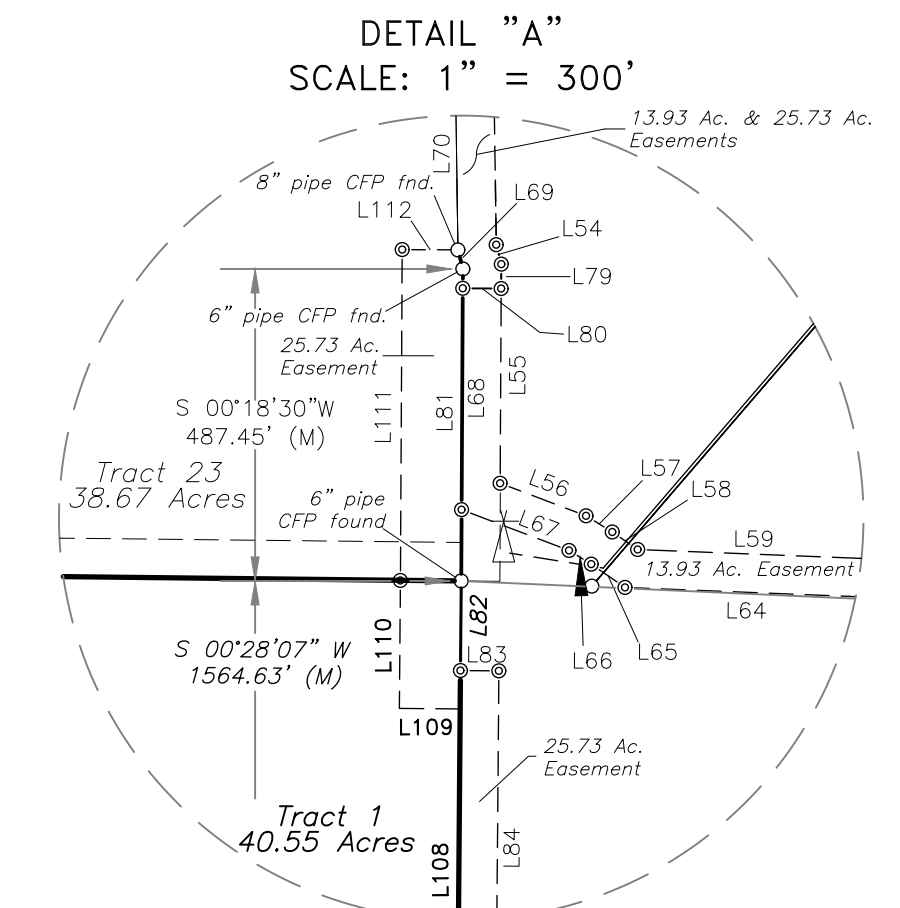 DETAIL "A"
SCALE: 1" = 300'
13.93 Ac. & 25.73 Ac.
Easements
L70
8" pipe CFP fnd.
L69
L112
L54
L79
6" pipe CFP fnd.
L80
25.73 Ac.
Easement
L55
L68
L81
L111
S 00°18'30"W
487.45' (M)
Tract 23
38.67 Acres
6" pipe
CFP found
L56
L57
L58
L67
L59
13.93 Ac. Easement
L64
L82
L110
S 00°28'07" W
1564.63' (M)
L83
L66
L65
L109
25.73 Ac.
Easement
Tract 1
40.55 Acres
L108
L84